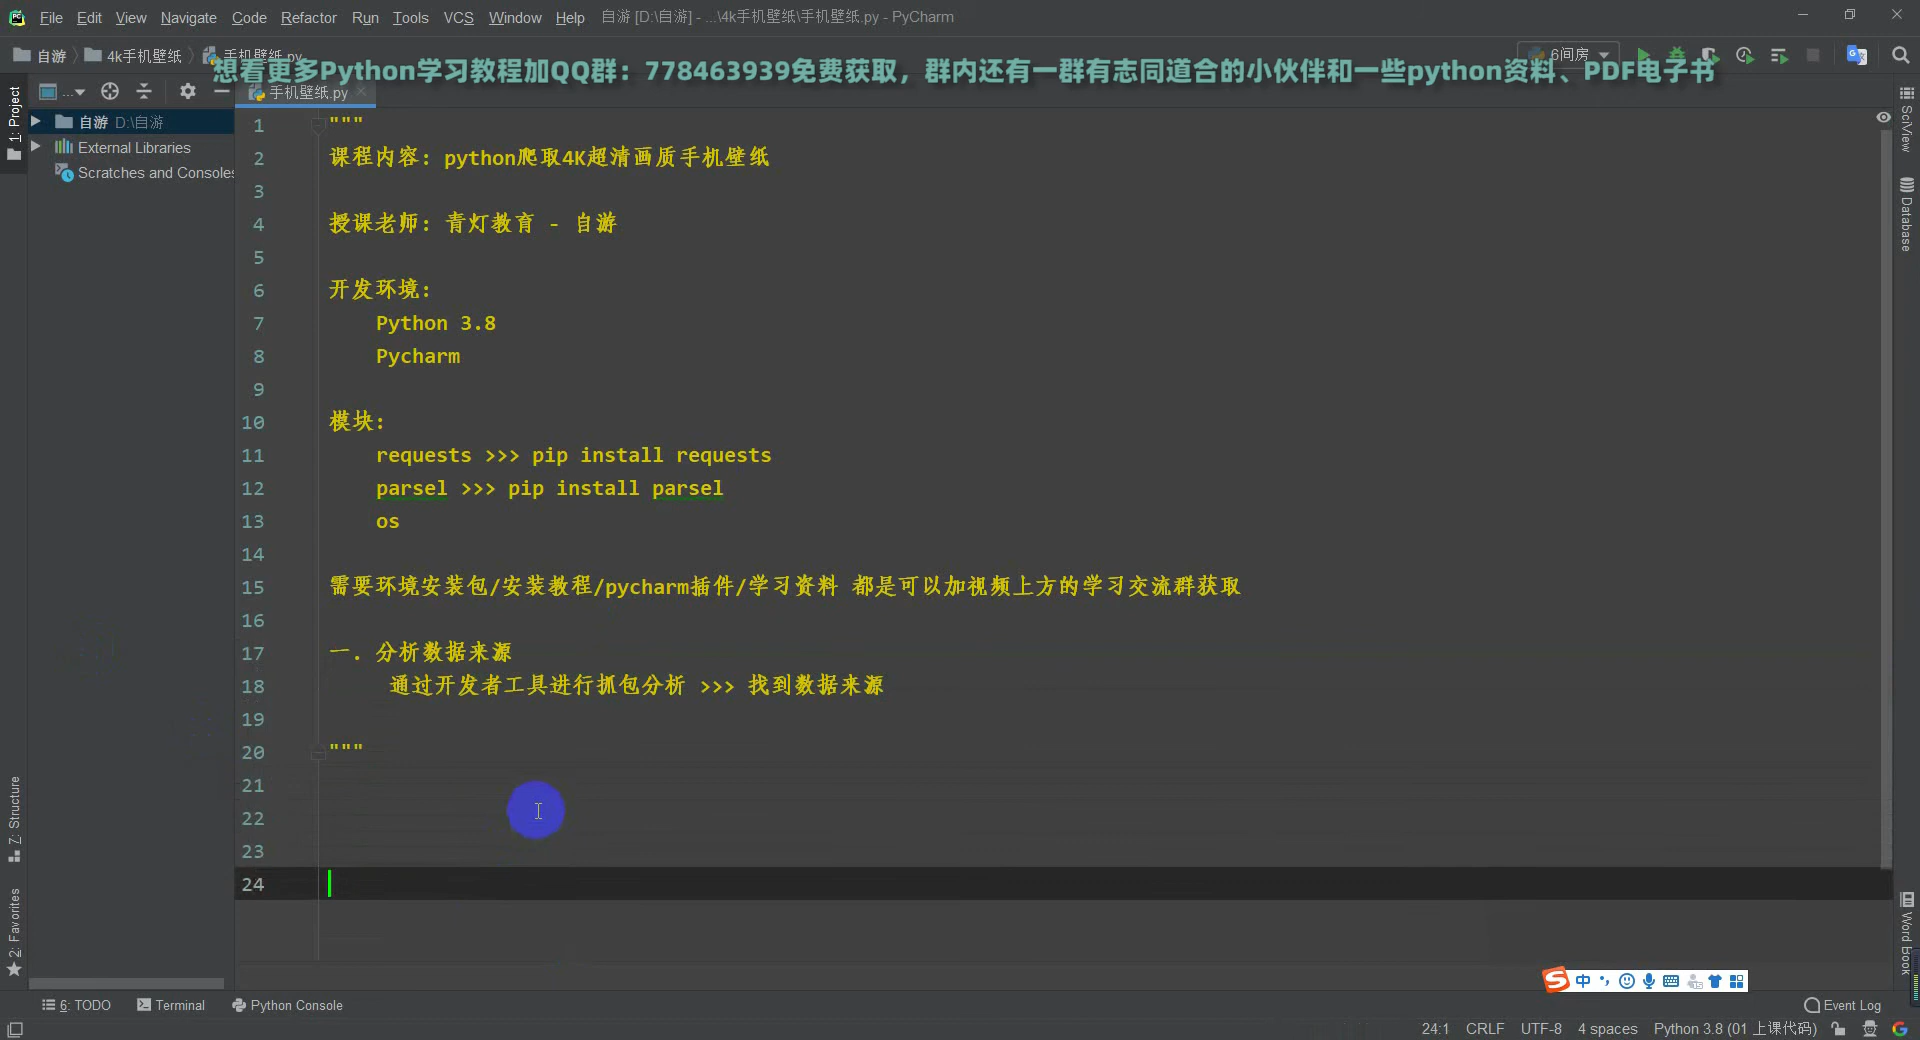 File Edit View Navigate Code Refactor Run Tools VCS Window Help 自游 [D:\自游] - ...\4k手机壁纸\手机壁纸.py - PyCharm
自游 4k手机壁纸 手机壁纸.py 6间房
想看更多Python学习教程加QQ群：778463939免费获取，群内还有一群有志同道合的小伙伴和一些python资料、PDF电子书
... 手机壁纸.py
1: Project
自游 D:\自游
External Libraries
Scratches and Consoles
1 """
2 课程内容: python爬取4K超清画质手机壁纸
3
4 授课老师: 青灯教育 - 自游
5
6 开发环境:
7 Python 3.8
8 Pycharm
9
10 模块:
11 requests >>> pip install requests
12 parsel >>> pip install parsel
13 os
14
15 需要环境安装包/安装教程/pycharm插件/学习资料 都是可以加视频上方的学习交流群获取
16
17 一. 分析数据来源
18 通过开发者工具进行抓包分析 >>> 找到数据来源
19
20 """
21
22
23
24
SciView
Database
Word Book
Z: Structure
2: Favorites
中
6: TODO Terminal Python Console Event Log
24:1 CRLF UTF-8 4 spaces Python 3.8 (01 上课代码)